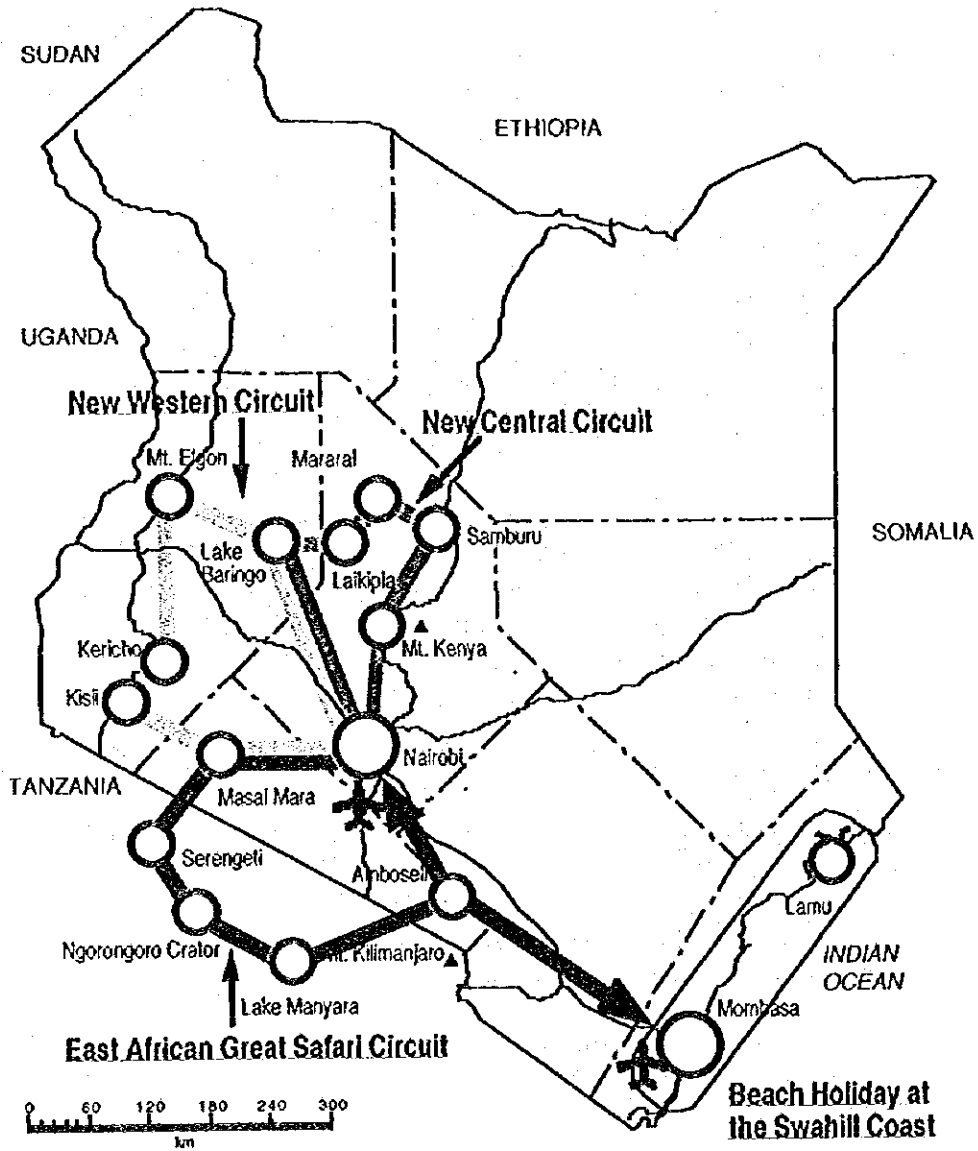 SUDAN
ETHIOPIA
UGANDA
New Western Circuit
New Central Circuit
Mt. Elgon
Mararal
SOMALIA
Samburu
Lake
Baringo
Laikipla
Kericho
Mt. Kenya
Kisii
Nairobi
TANZANIA
Masai Mara
Serengeti
Amboseli
Lamu
Ngorongoro Crator
Mt. Kilimanjaro
INDIAN
OCEAN
Lake Manyara
Mombasa
East African Great Safari Circuit
Beach Holiday at
the Swahill Coast
0 60 120 180 240 300
km